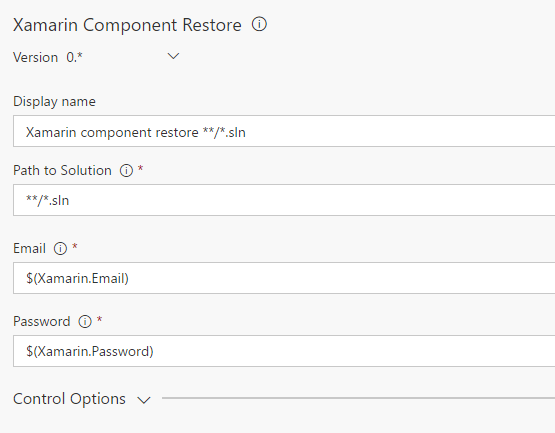 Xamarin Component Restore
Version 0.*
Display name
Xamarin component restore **/*.sln
Path to Solution *
**/*.sln
Email *
$(Xamarin.Email)
Password *
$(Xamarin.Password)
Control Options